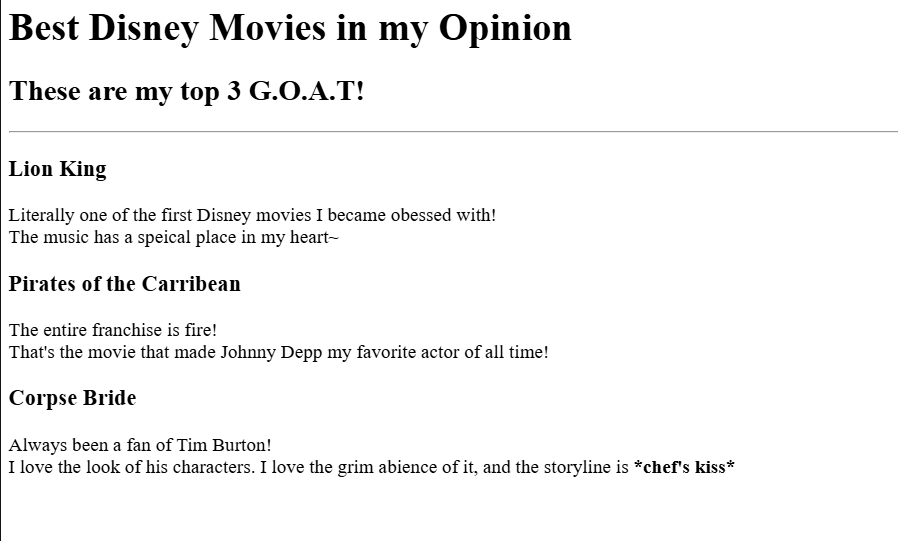 Best Disney Movies in my Opinion
These are my top 3 G.O.A.T!
Lion King
Literally one of the first Disney movies I became obessed with!
The music has a speical place in my heart~
Pirates of the Carribean
The entire franchise is fire!
That's the movie that made Johnny Depp my favorite actor of all time!
Corpse Bride
Always been a fan of Tim Burton!
I love the look of his characters. I love the grim abience of it, and the storyline is *chef's kiss*